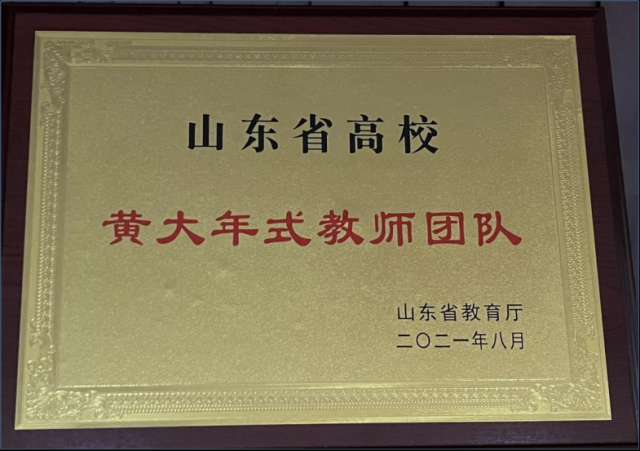 山东省高校
黄大年式教师团队
山东省教育厅
二〇二一年八月